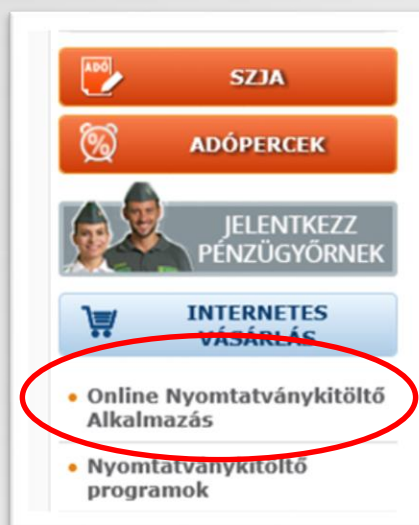 ADÓ
SZJA
%
ADÓPERCEK
JELENTKEZZ
PÉNZÜGYŐRNEK
INTERNETES
VÁSÁRLÁS
Online Nyomtatványkitöltő
Alkalmazás
Nyomtatványkitöltő
programok